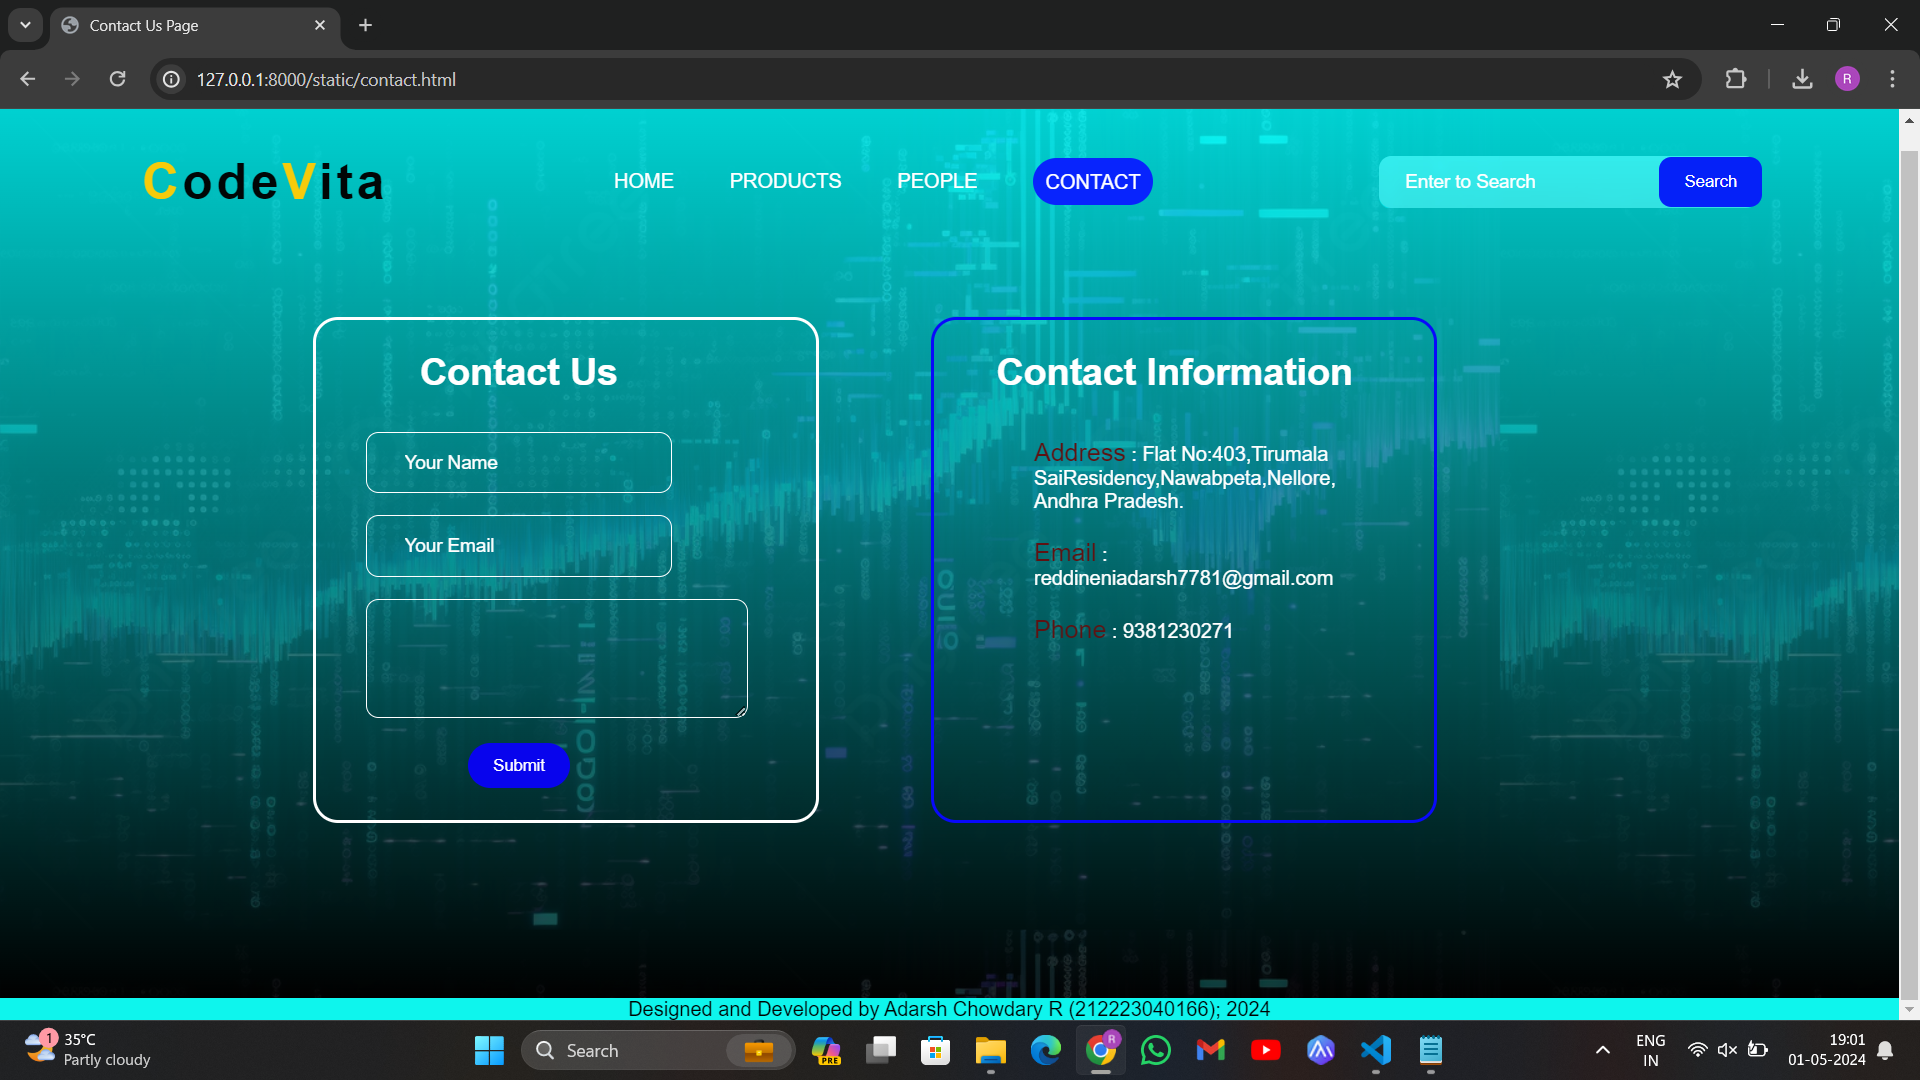 Contact Us Page
127.0.0.1:8000/static/contact.html
R
CodeVita
HOME
PRODUCTS
PEOPLE
CONTACT
Enter to Search
Search
Contact Us
Your Name
Your Email
Submit
Contact Information
Address : Flat No:403,Tirumala
SaiResidency,Nawabpeta,Nellore,
Andhra Pradesh.
Email :
reddineniadarsh7781@gmail.com
Phone : 9381230271
Designed and Developed by Adarsh Chowdary R (212223040166); 2024
1
35°C
Partly cloudy
Search
PRE
R
ENG
IN
19:01
01-05-2024